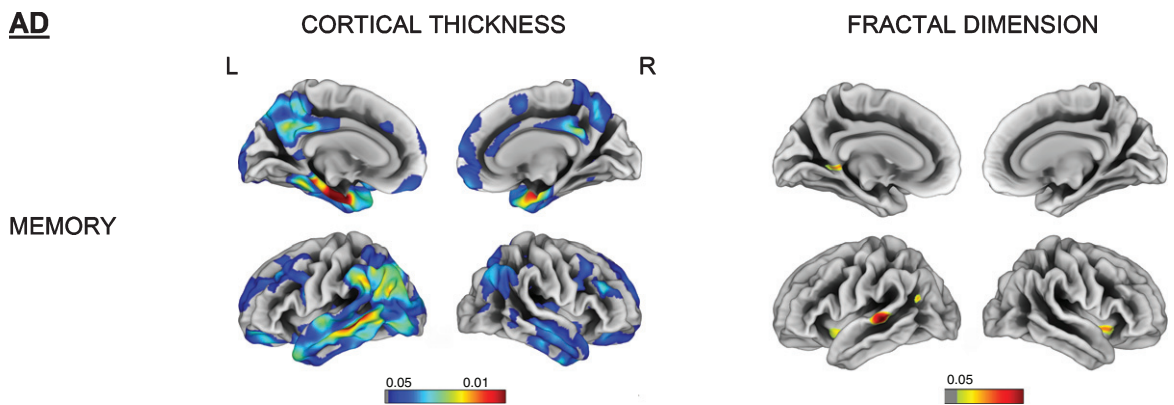 AD
CORTICAL THICKNESS
FRACTAL DIMENSION
L
R
MEMORY
0.05
0.01
0.05